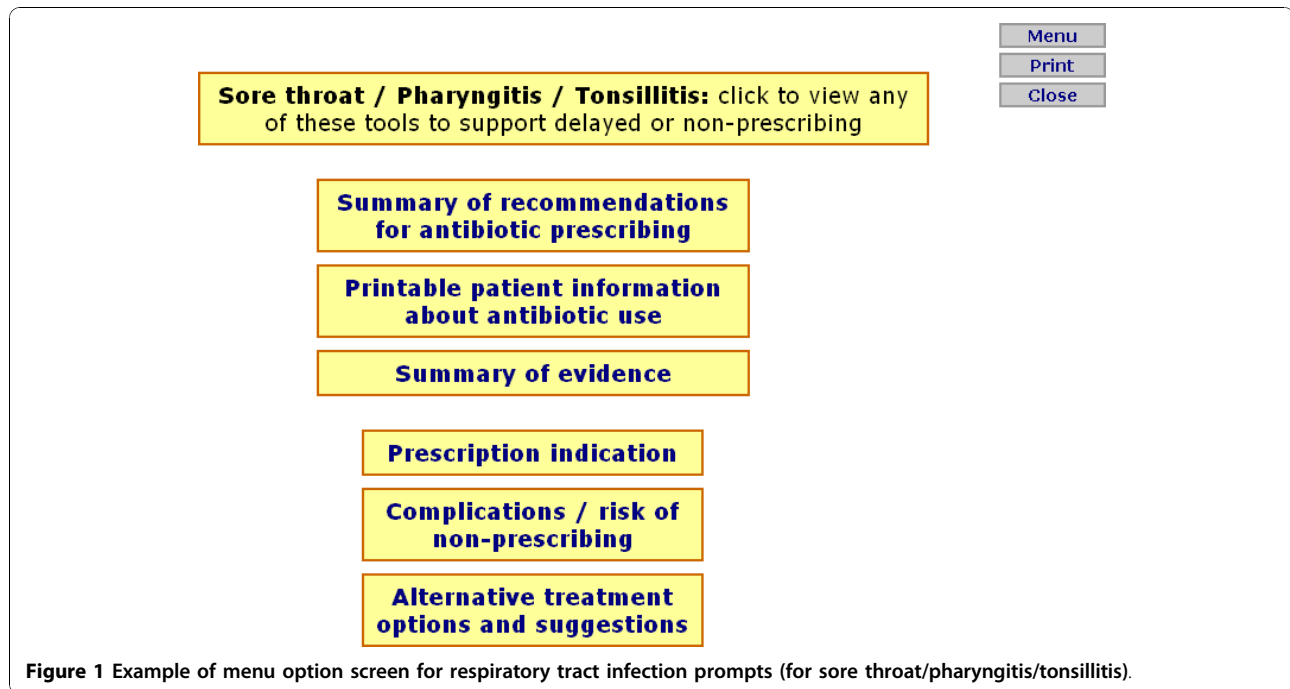 Menu
Print
Close
Sore throat / Pharyngitis / Tonsillitis: click to view any
of these tools to support delayed or non-prescribing
Summary of recommendations
for antibiotic prescribing
Printable patient information
about antibiotic use
Summary of evidence
Prescription indication
Complications / risk of
non-prescribing
Alternative treatment
options and suggestions
Figure 1 Example of menu option screen for respiratory tract infection prompts (for sore throat/pharyngitis/tonsillitis).